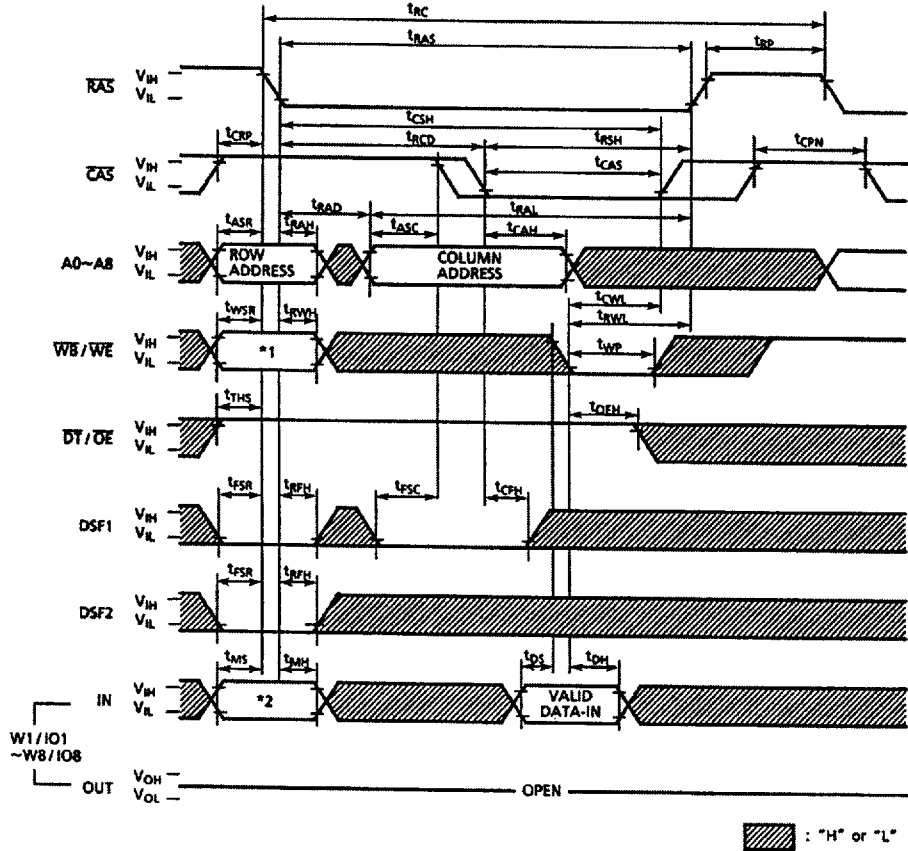 tRC
tRAS
tRP
RAS VIH VIL
tCSH
tCRP tRCD tRSH tCPN
CAS VIH VIL
tCAS
tRAD tRAL
tASR tRAH tASC tCAH
A0~A8 VIH VIL
ROW ADDRESS
COLUMN ADDRESS
tCWL
tWSR tRWH tRWL
WB/WE VIH VIL
*1
tWP
tTHS
tOEH
DT/OE VIH VIL
tFSR tRFH tFSC tCFH
DSF1 VIH VIL
tFSR tRFH
DSF2 VIH VIL
tMS tMH tDS tDH
IN VIH VIL
*2
VALID DATA-IN
W1/IO1
~W8/IO8
OUT VOH VOL
OPEN
: "H" or "L"